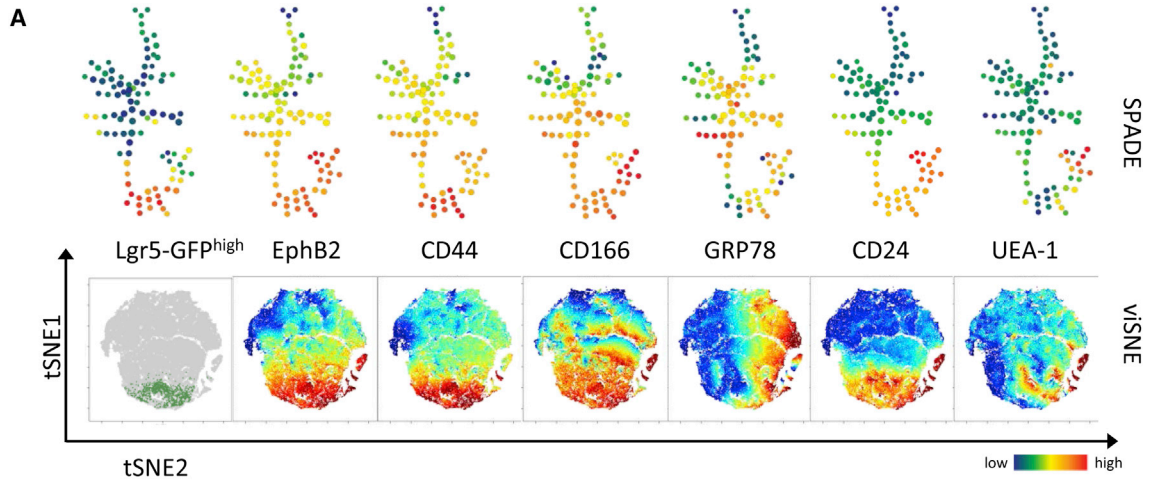 A
SPADE
Lgr5-GFPhigh EphB2 CD44 CD166 GRP78 CD24 UEA-1
tSNE1
viSNE
tSNE2
low high